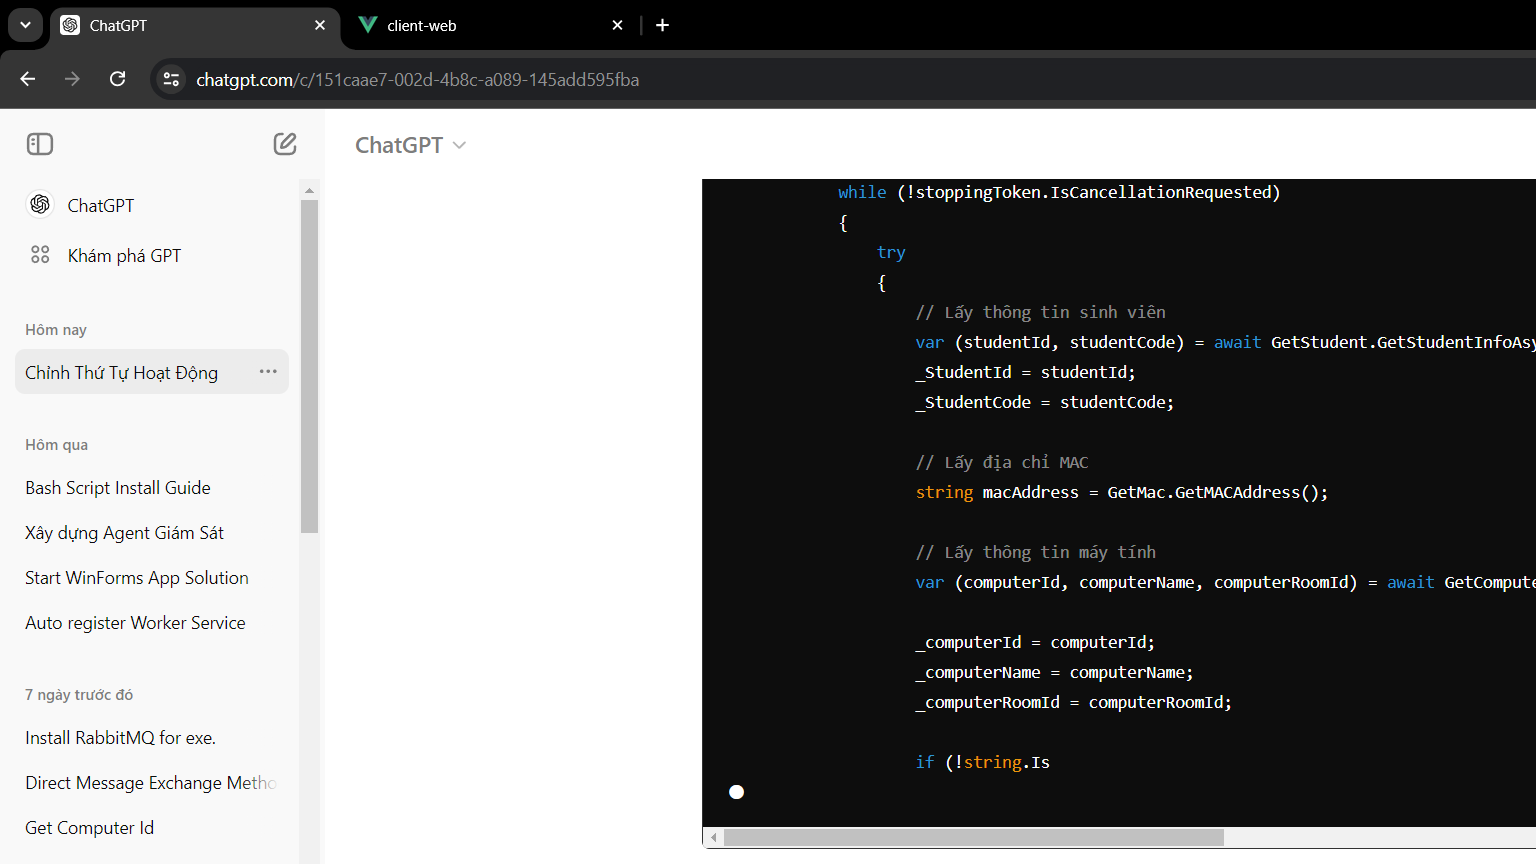 ChatGPT
client-web
chatgpt.com/c/151caae7-002d-4b8c-a089-145add595fba
ChatGPT
ChatGPT
Khám phá GPT
Hôm nay
Chỉnh Thứ Tự Hoạt Động
Hôm qua
Bash Script Install Guide
Xây dựng Agent Giám Sát
Start WinForms App Solution
Auto register Worker Service
7 ngày trước đó
Install RabbitMQ for exe.
Direct Message Exchange Metho
Get Computer Id
while (!stoppingToken.IsCancellationRequested)
{
try
{
// Lấy thông tin sinh viên
var (studentId, studentCode) = await GetStudent.GetStudentInfoAsy
_StudentId = studentId;
_StudentCode = studentCode;
// Lấy địa chỉ MAC
string macAddress = GetMac.GetMACAddress();
// Lấy thông tin máy tính
var (computerId, computerName, computerRoomId) = await GetCompute
_computerId = computerId;
_computerName = computerName;
_computerRoomId = computerRoomId;
if (!string.Is